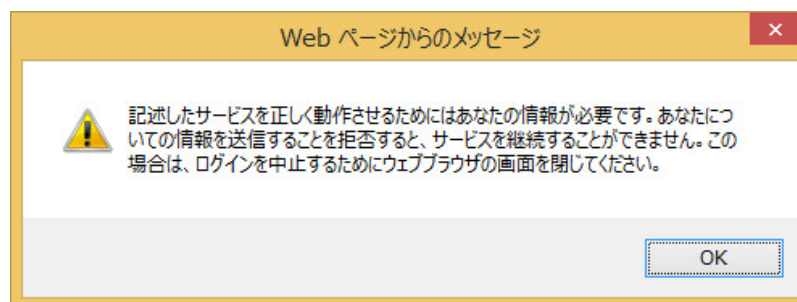 Web ページからのメッセージ
記述したサービスを正しく動作させるためにはあなたの情報が必要です。あなたにつ
いての情報を送信することを拒否すると、サービスを継続することができません。この
場合は、ログインを中止するためにウェブブラウザの画面を閉じてください。
OK